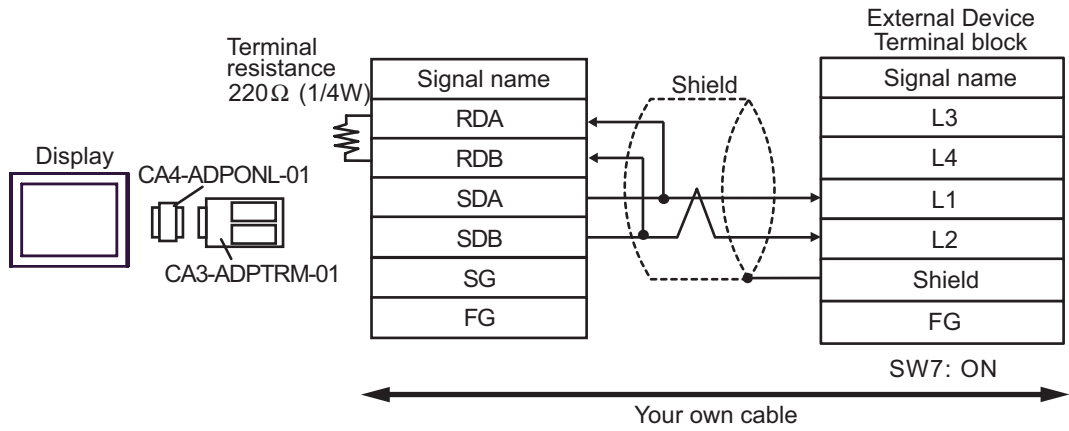 External Device
Terminal block
Terminal
resistance
220Ω (1/4W)
Signal name
Shield
Signal name
RDA
L3
RDB
L4
Display
CA4-ADPONL-01
SDA
L1
SDB
L2
CA3-ADPTRM-01
SG
Shield
FG
FG
SW7: ON
Your own cable